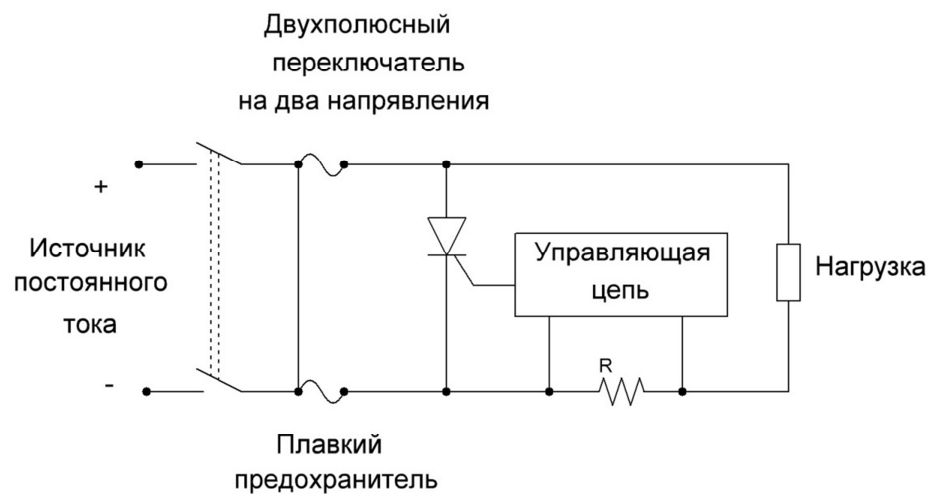 Двухполюсный
переключатель
на два напрявления
+
Источник
постоянного
тока
-
Управляющая
цепь
Нагрузка
R
Плавкий
предохранитель